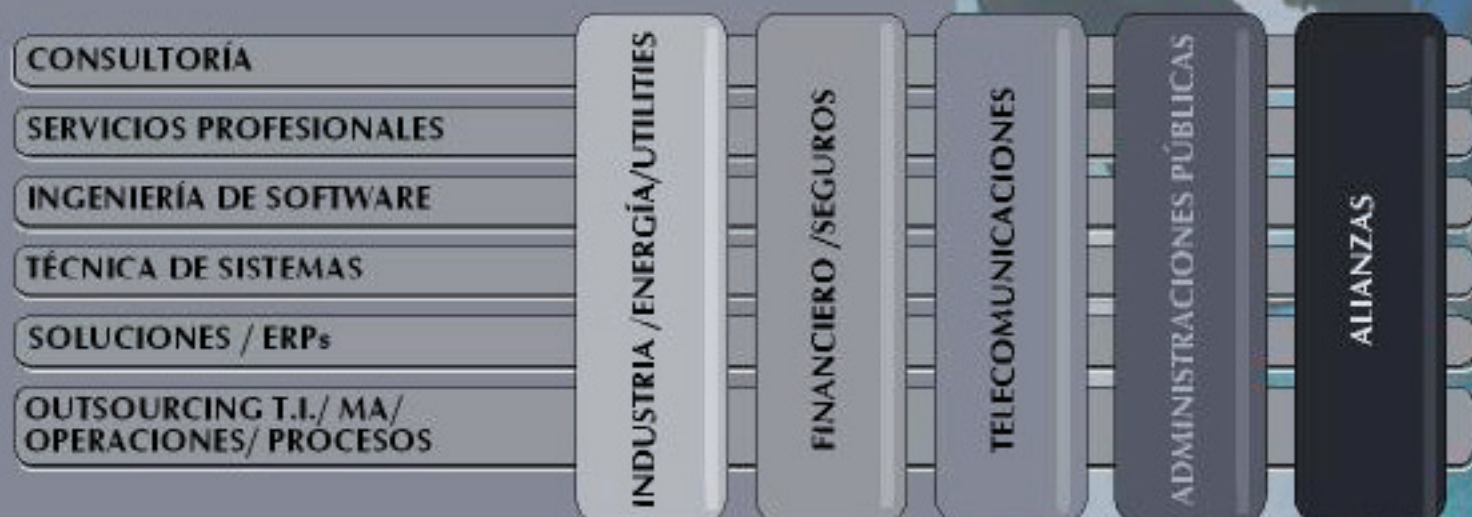 CONSULTORÍA
SERVICIOS PROFESIONALES
INGENIERÍA DE SOFTWARE
TÉCNICA DE SISTEMAS
SOLUCIONES / ERPs
OUTSOURCING T.I./ MA/
OPERACIONES/ PROCESOS
INDUSTRIA /ENERGÍA/UTILITIES
FINANCIERO /SEGUROS
TELECOMUNICACIONES
ADMINISTRACIONES PÚBLICAS
ALIANZAS